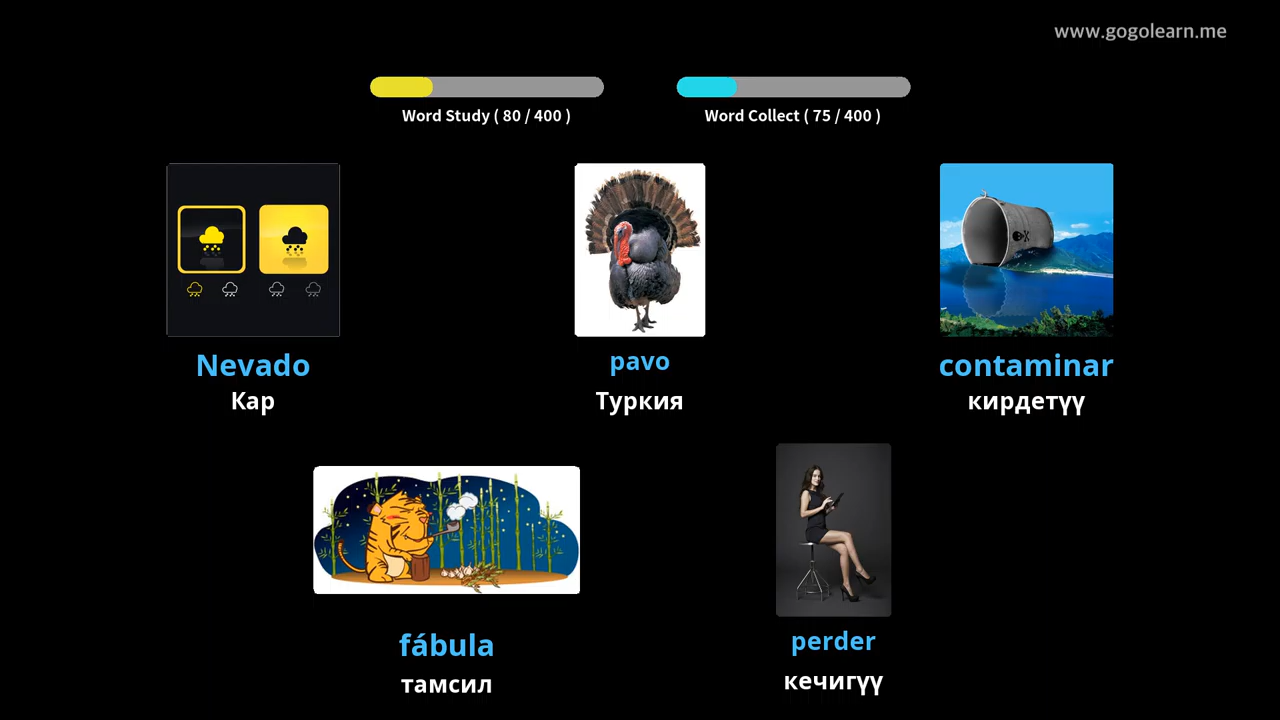 www.gogolearn.me
Word Study ( 80 / 400 )
Word Collect ( 75 / 400 )
Nevado
Кар
pavo
Туркия
contaminar
кирдетүү
fábula
тамсил
perder
кечигүү